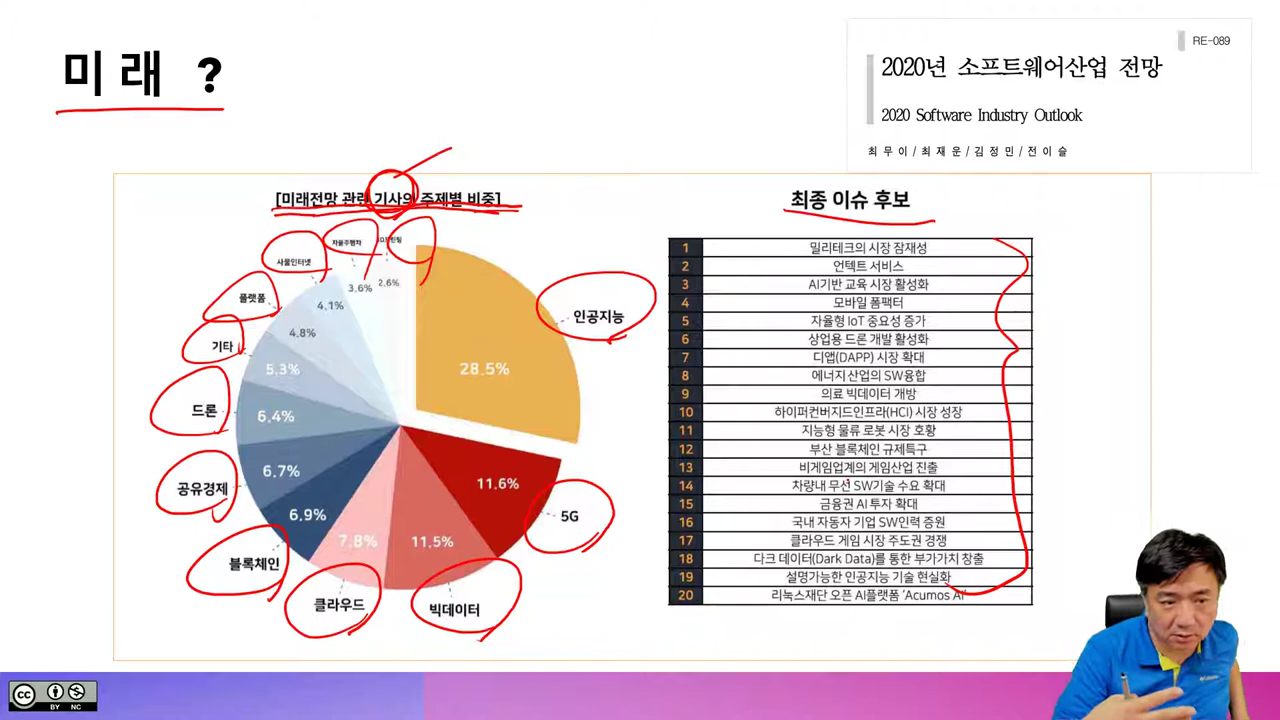 미래 ?
RE-089
2020년 소프트웨어산업 전망
2020 Software Industry Outlook
최무이/최재운/김정민/전이슬
[미래전망 관련 기사의 주제별 비중]
자율주행차
사물인터넷
플랫폼
기타
드론
공유경제
블록체인
클라우드
빅데이터
5G
인공지능
2.6%
3.6%
4.1%
4.8%
5.3%
6.4%
6.7%
6.9%
7.8%
11.5%
11.6%
28.5%
최종 이슈 후보
1 밀리테크의 시장 잠재성
2 언텍트 서비스
3 AI기반 교육 시장 활성화
4 모바일 폼팩터
5 자율형 IoT 중요성 증가
6 상업용 드론 개발 활성화
7 디앱(DAPP) 시장 확대
8 에너지 산업의 SW융합
9 의료 빅데이터 개방
10 하이퍼컨버지드인프라(HCI) 시장 성장
11 지능형 물류 로봇 시장 호황
12 부산 블록체인 규제특구
13 비게임업계의 게임산업 진출
14 차량내 무선 SW기술 수요 확대
15 금융권 AI 투자 확대
16 국내 자동자 기업 SW인력 증원
17 클라우드 게임 시장 주도권 경쟁
18 다크 데이터(Dark Data)를 통한 부가가치 창출
19 설명가능한 인공지능 기술 현실화
20 리눅스재단 오픈 AI플랫폼 'Acumos AI'
CC BY NC